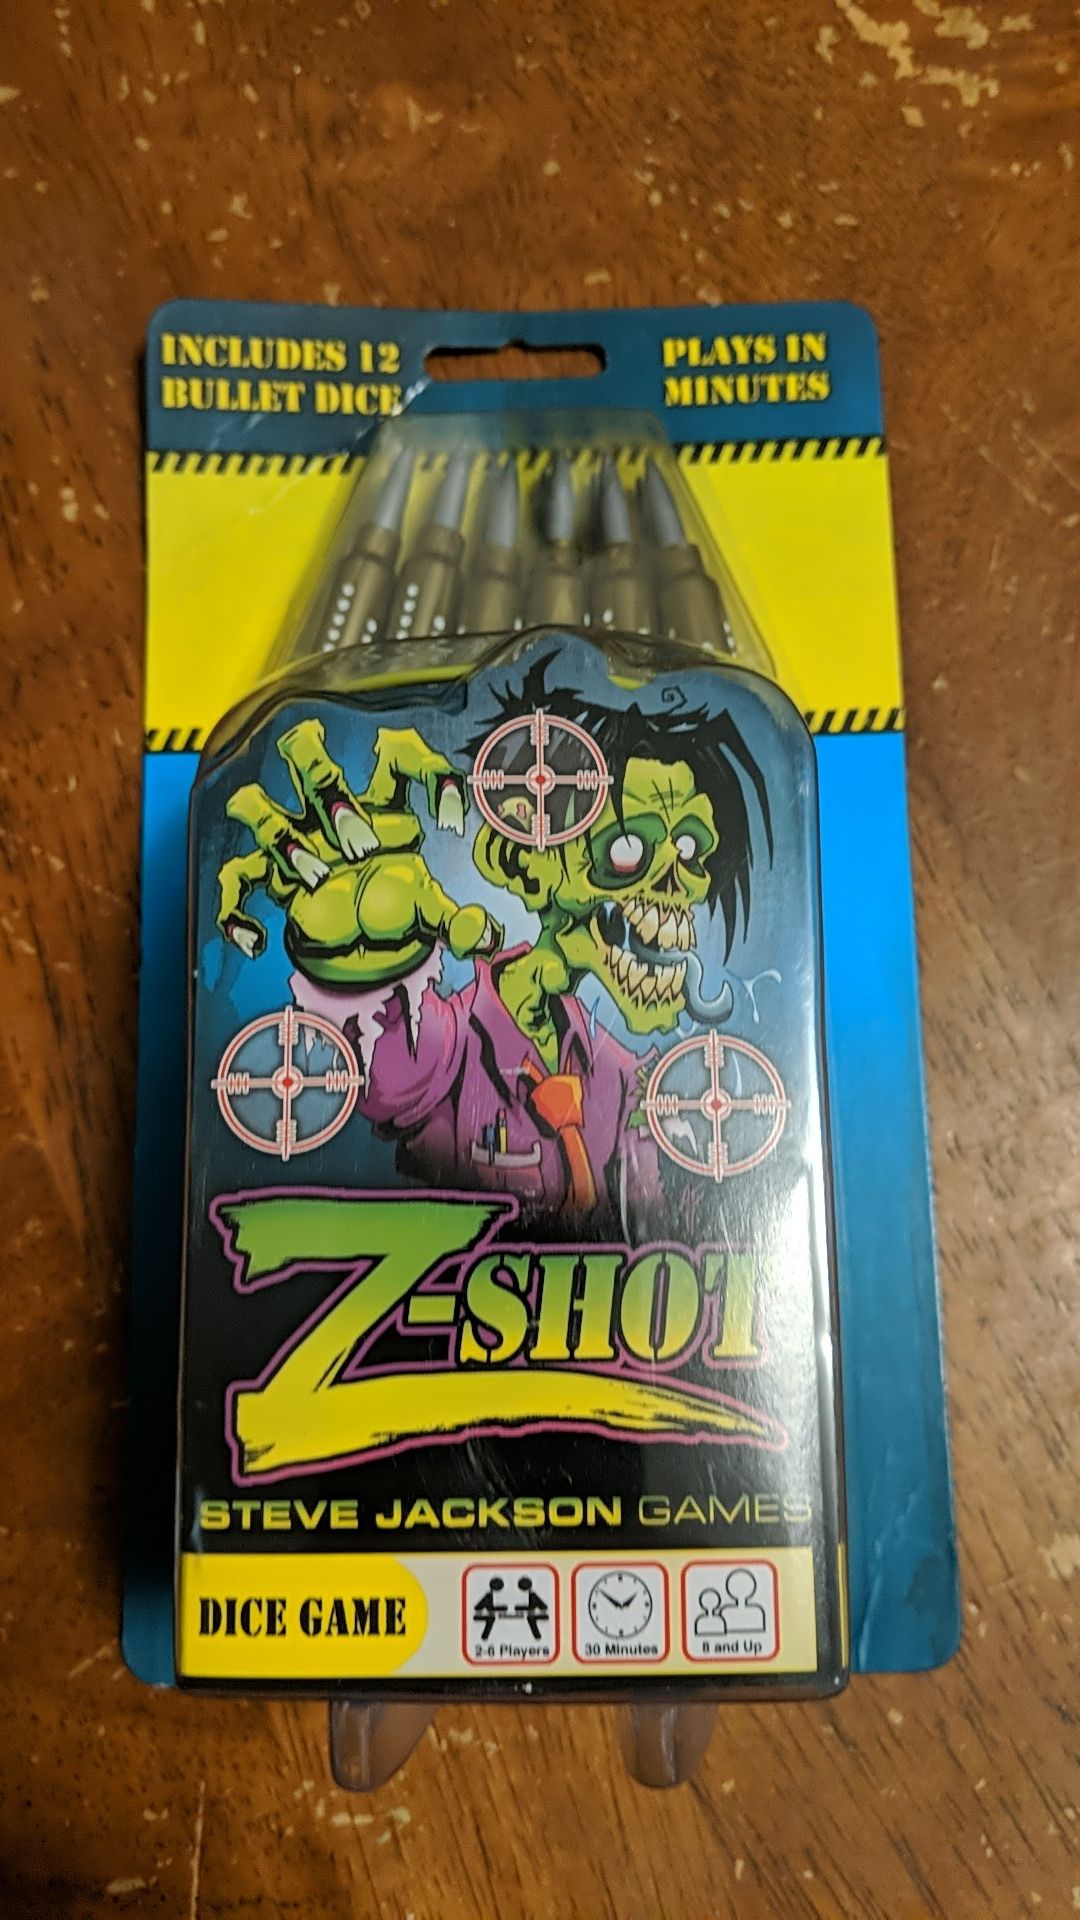 INCLUDES 12
BULLET DICE
PLAYS IN
MINUTES
Z-SHOT
STEVE JACKSON GAMES
DICE GAME
2-6 Players
30 Minutes
8 and Up